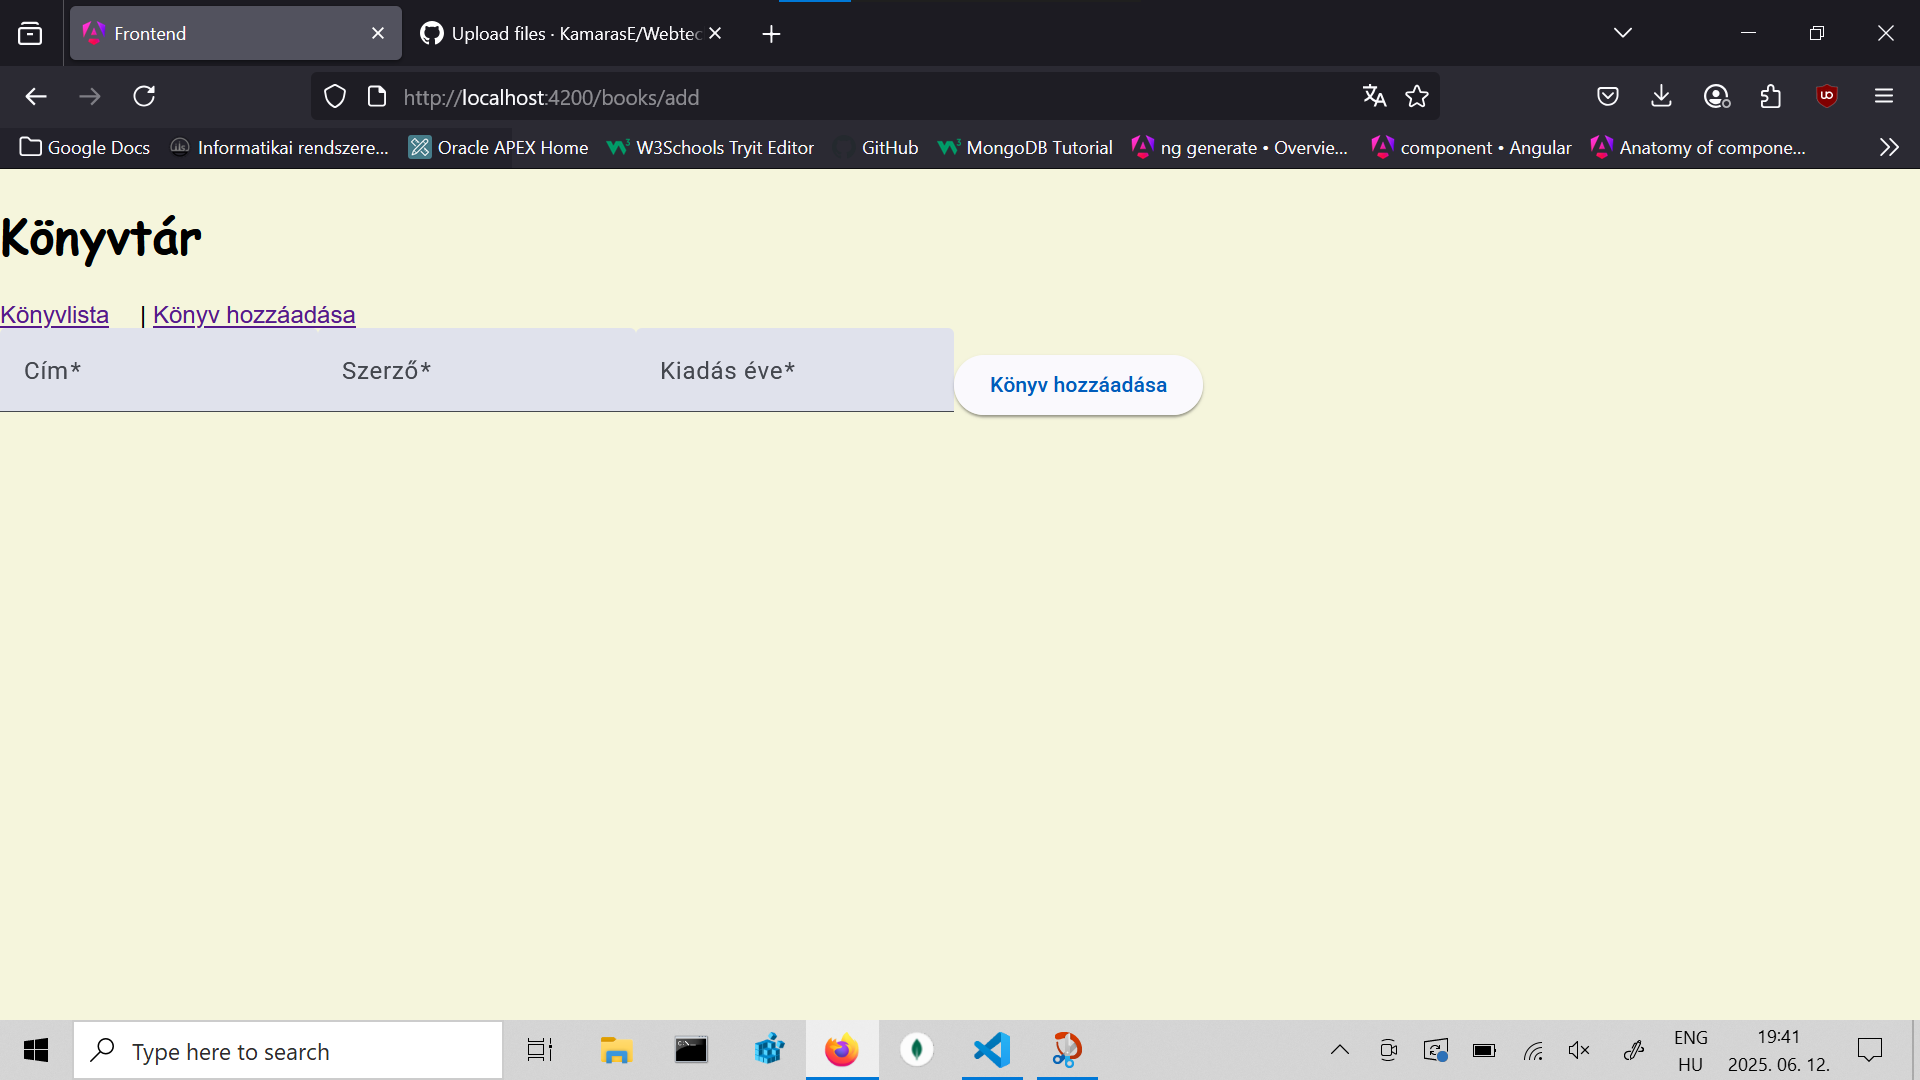 Frontend
Upload files · KamarasE/Webtec
http://localhost:4200/books/add
Google Docs
Informatikai rendszere...
Oracle APEX Home
W3Schools Tryit Editor
GitHub
MongoDB Tutorial
ng generate • Overvie...
component • Angular
Anatomy of compone...
Könyvtár
Könyvlista | Könyv hozzáadása
Cím*
Szerző*
Kiadás éve*
Könyv hozzáadása
Type here to search
ENG
HU
19:41
2025. 06. 12.